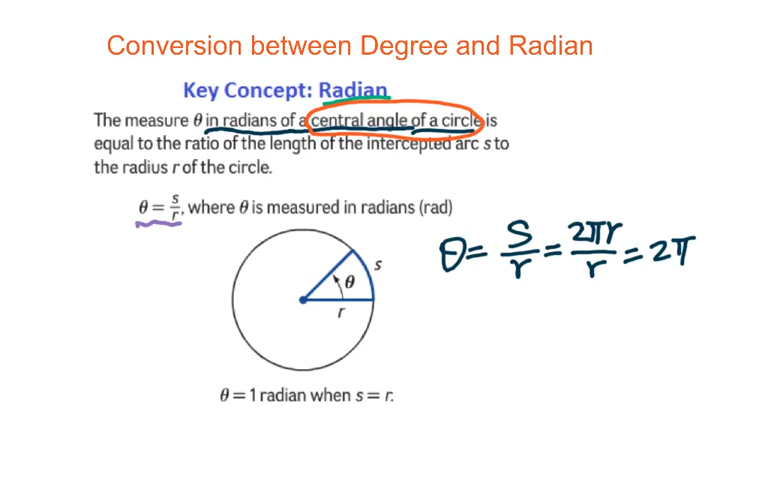 Conversion between Degree and Radian
Key Concept: Radian
The measure θ in radians of a central angle of a circle is
equal to the ratio of the length of the intercepted arc s to
the radius r of the circle.
θ = s/r, where θ is measured in radians (rad)
θ = s/r = 2πr/r = 2π
s
θ
r
θ = 1 radian when s = r.